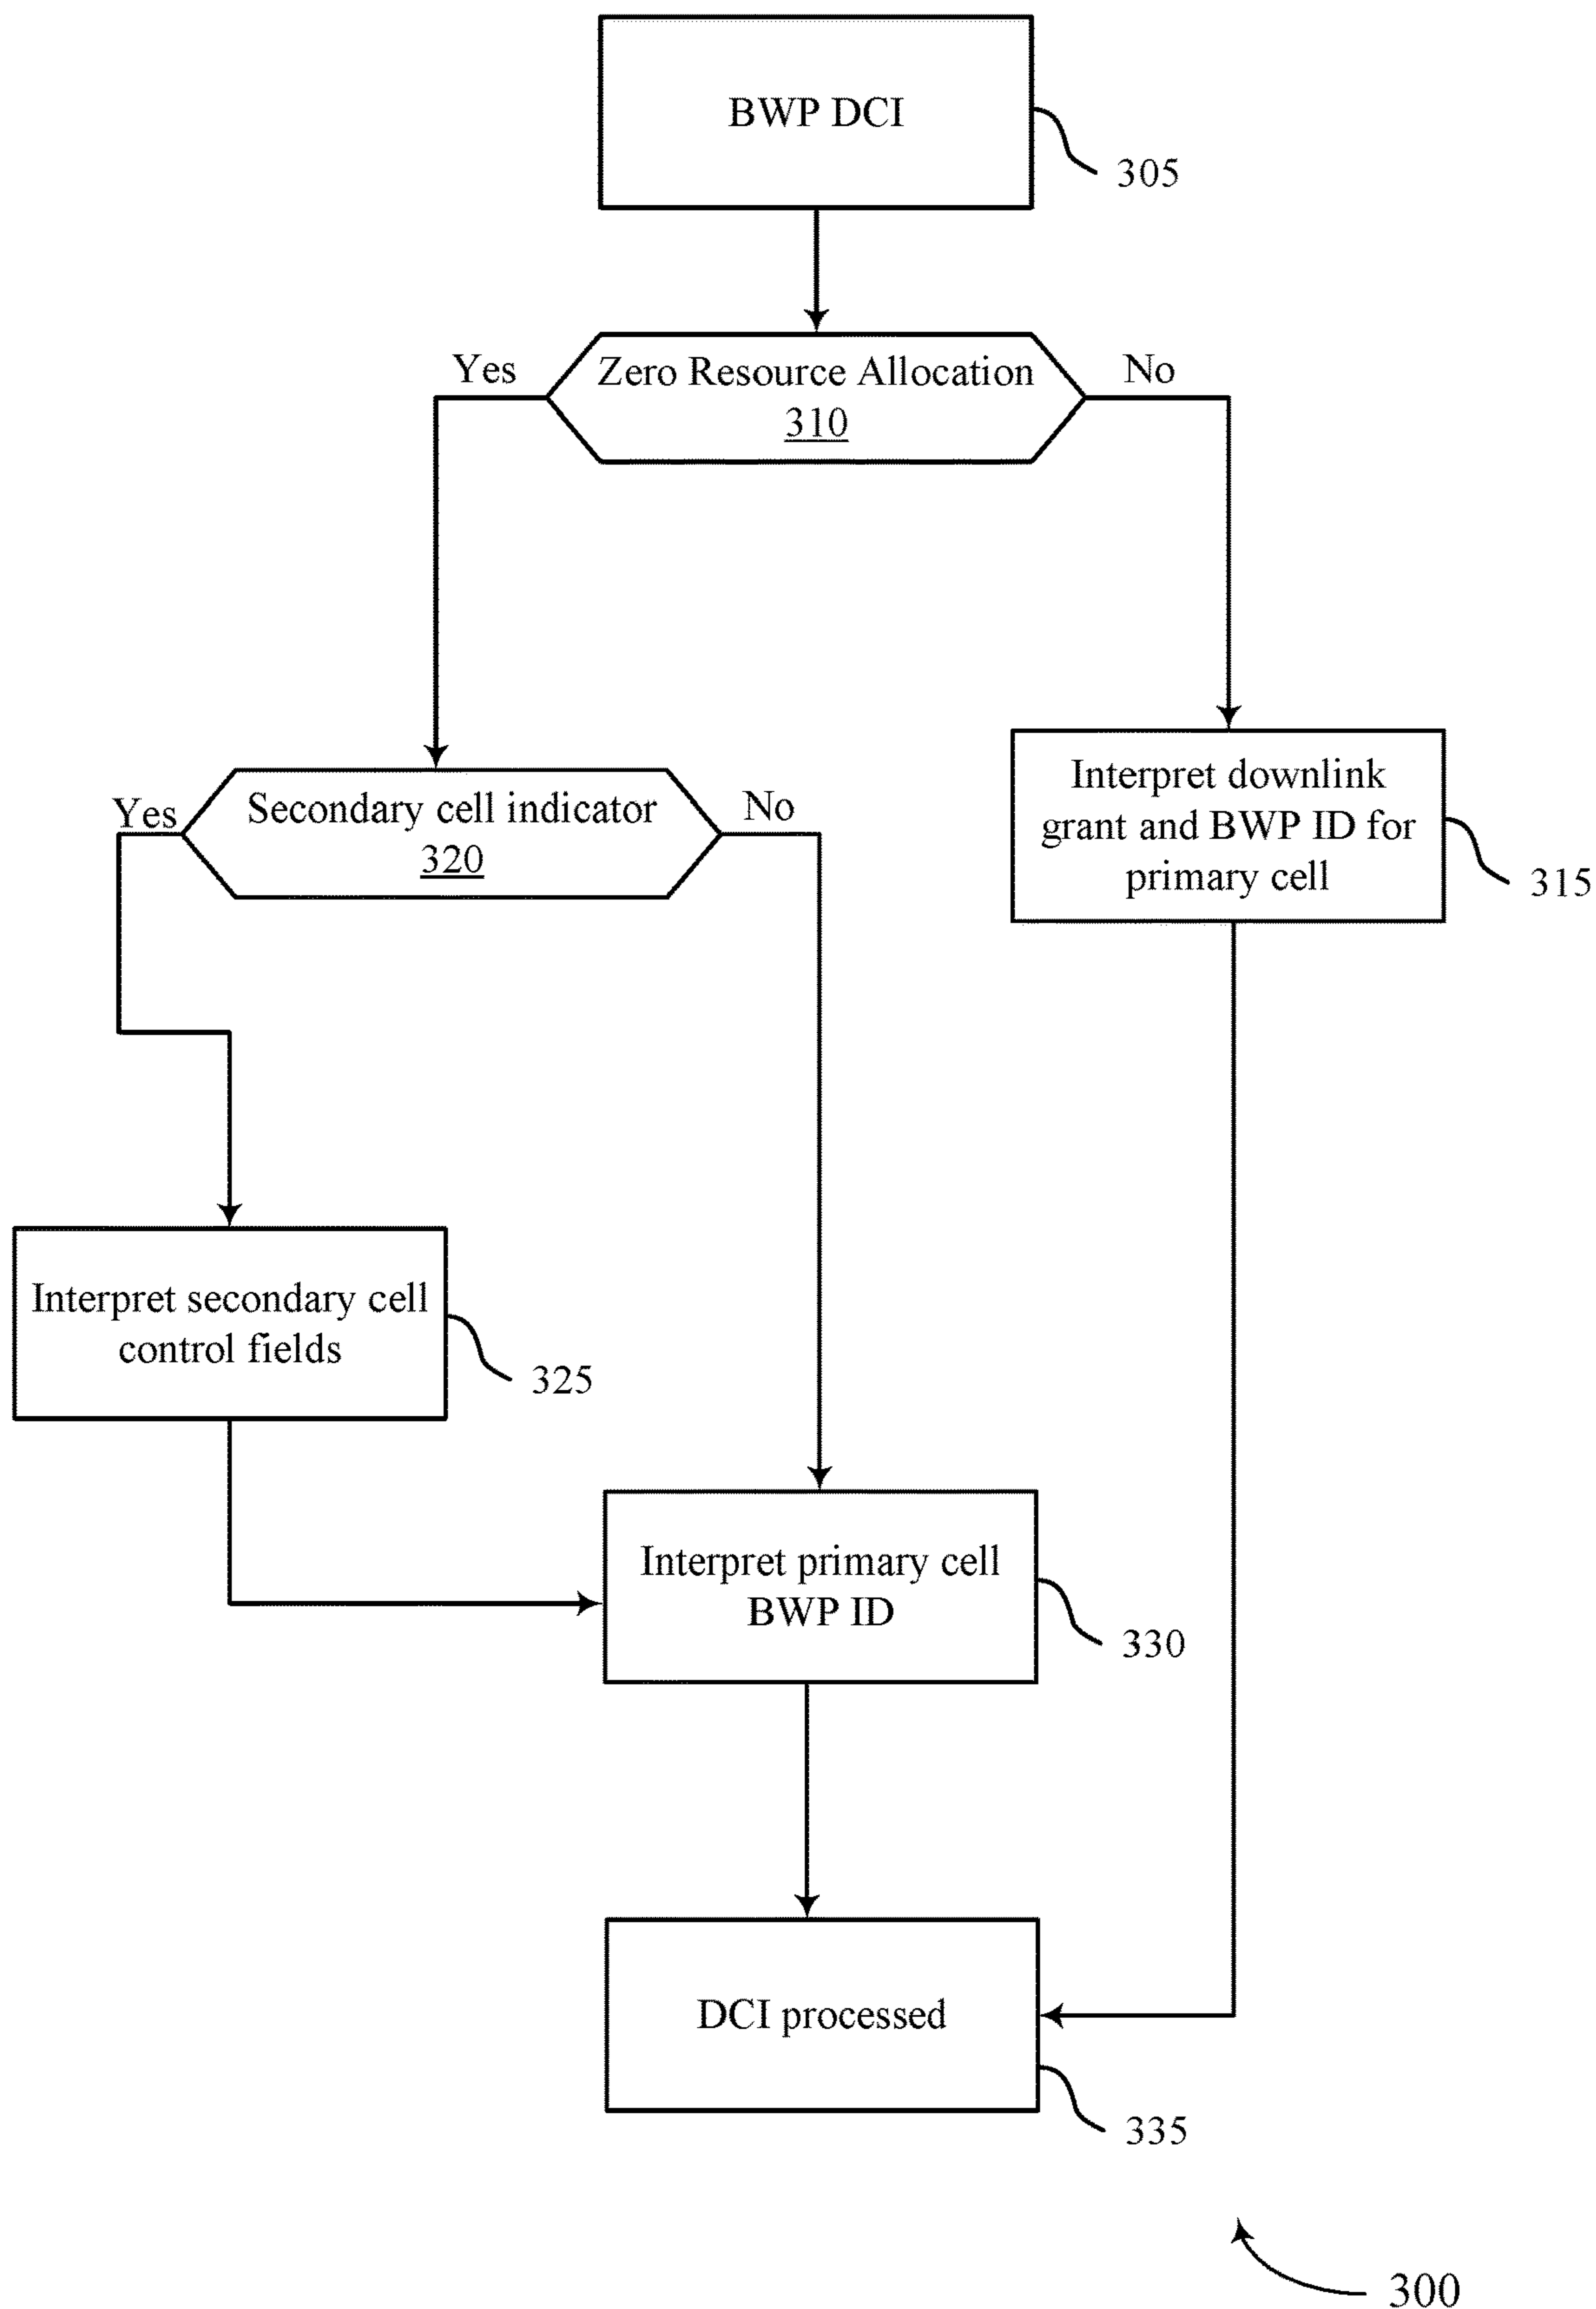 BWP DCI
305
Yes
Zero Resource Allocation
No
310
Interpret downlink
grant and BWP ID for
primary cell
315
Yes
Secondary cell indicator
No
320
Interpret secondary cell
control fields
325
Interpret primary cell
BWP ID
330
DCI processed
335
300